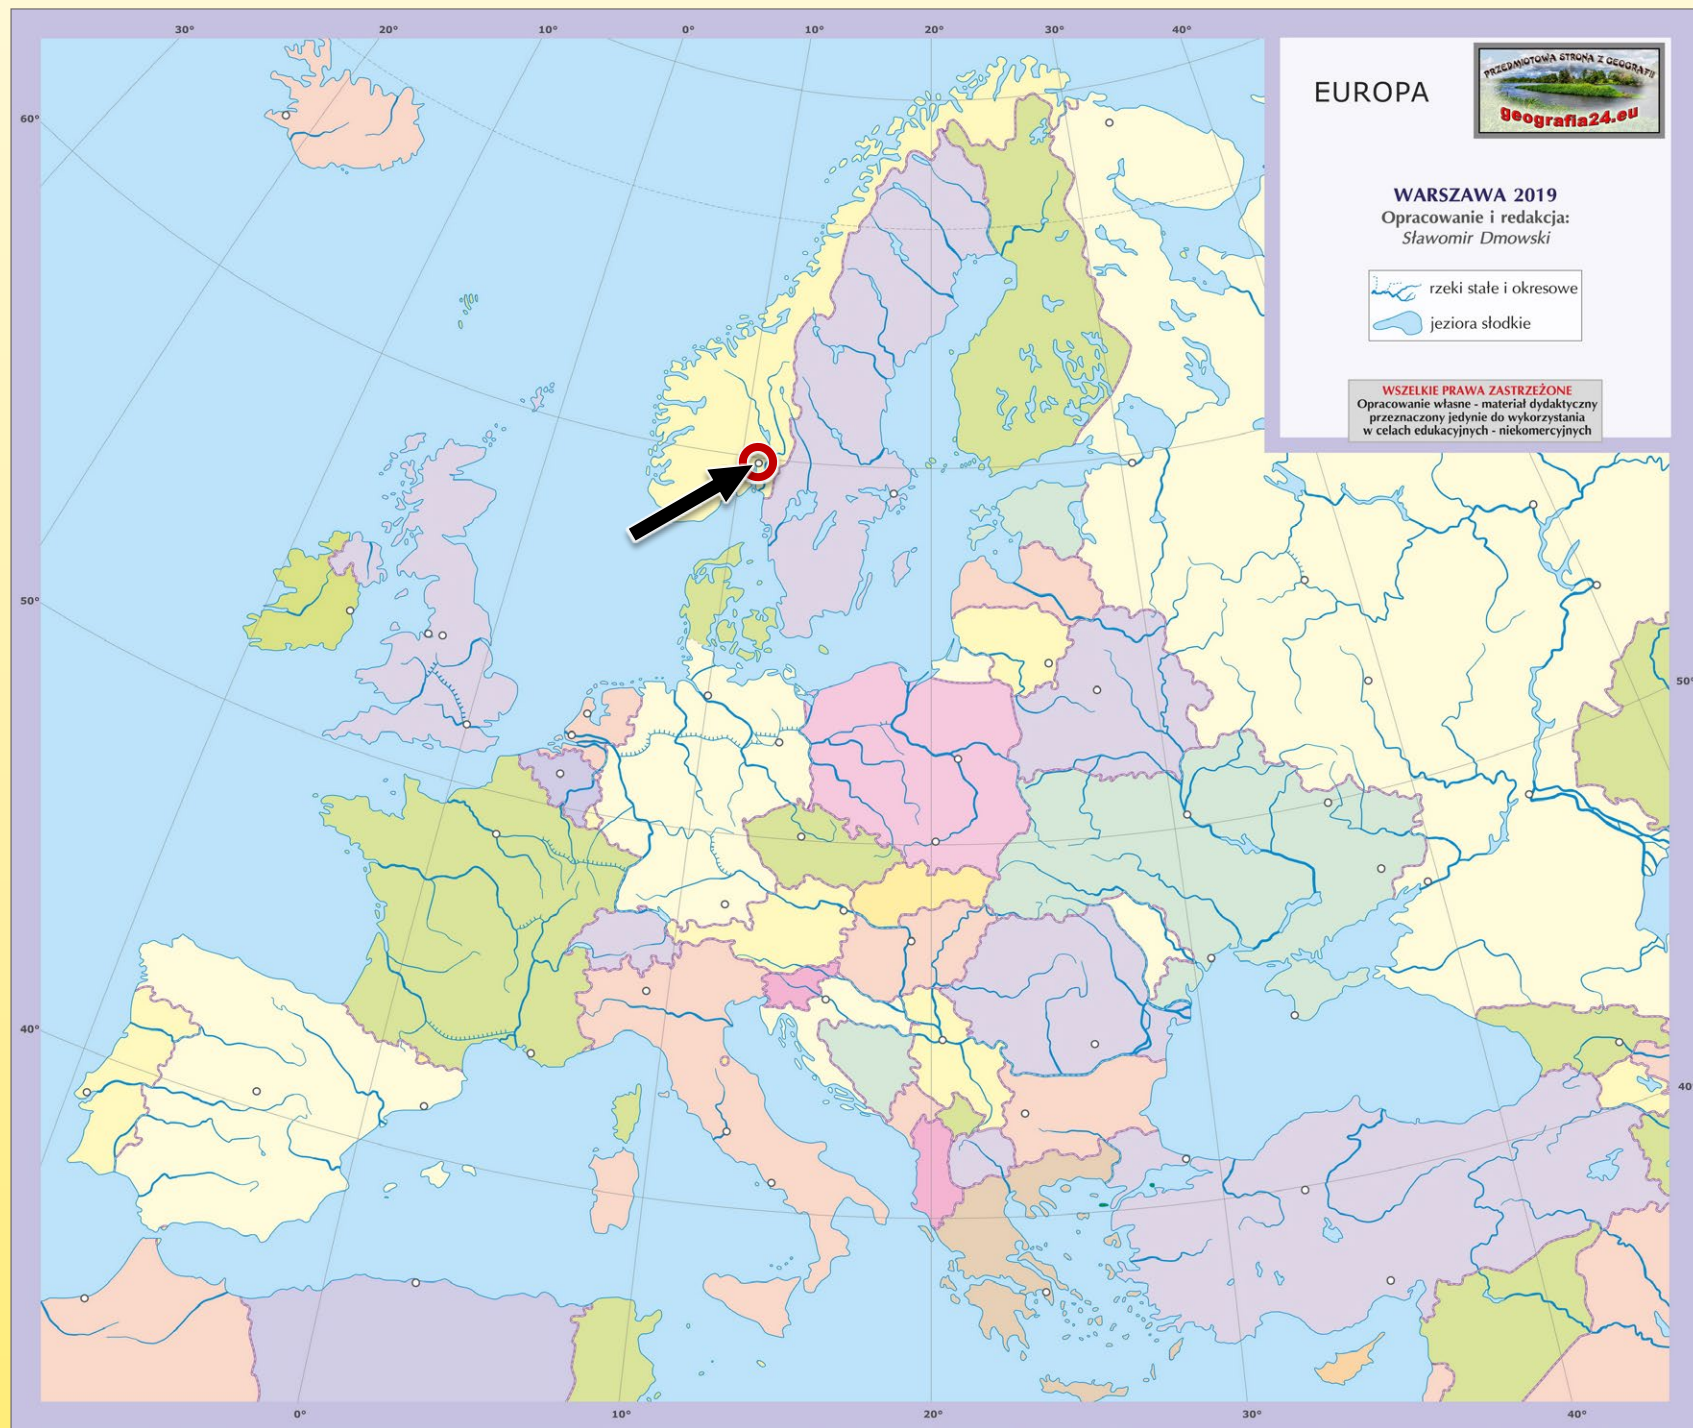 30°
20°
10°
0°
10°
20°
30°
40°
60°
50°
40°
50°
40°
0°
10°
20°
30°
40°
EUROPA
PRZEDMIOTOWA STRONA Z GEOGRAFII
geografia24.eu
WARSZAWA 2019
Opracowanie i redakcja:
Sławomir Dmowski
rzeki stałe i okresowe
jeziora słodkie
WSZELKIE PRAWA ZASTRZEŻONE
Opracowanie własne - materiał dydaktyczny
przeznaczony jedynie do wykorzystania
w celach edukacyjnych - niekomercyjnych